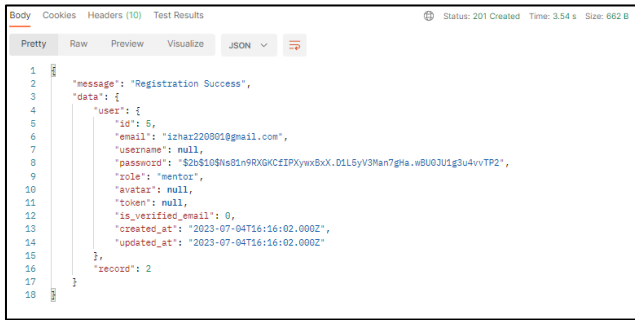 Body Cookies Headers (10) Test Results Status: 201 Created Time: 3.54 s Size: 662 B
Pretty Raw Preview Visualize JSON
1 {
2 "message": "Registration Success",
3 "data": {
4 "user": {
5 "id": 5,
6 "email": "izhar220801@gmail.com",
7 "username": null,
8 "password": "$2b$10$Ns81n9RXGKCfIPXywxBxX.D1L5yV3Man7gHa.wBU0JU1g3u4vvTP2",
9 "role": "mentor",
10 "avatar": null,
11 "token": null,
12 "is_verified_email": 0,
13 "created_at": "2023-07-04T16:16:02.000Z",
14 "updated_at": "2023-07-04T16:16:02.000Z"
15 },
16 "record": 2
17 }
18 }